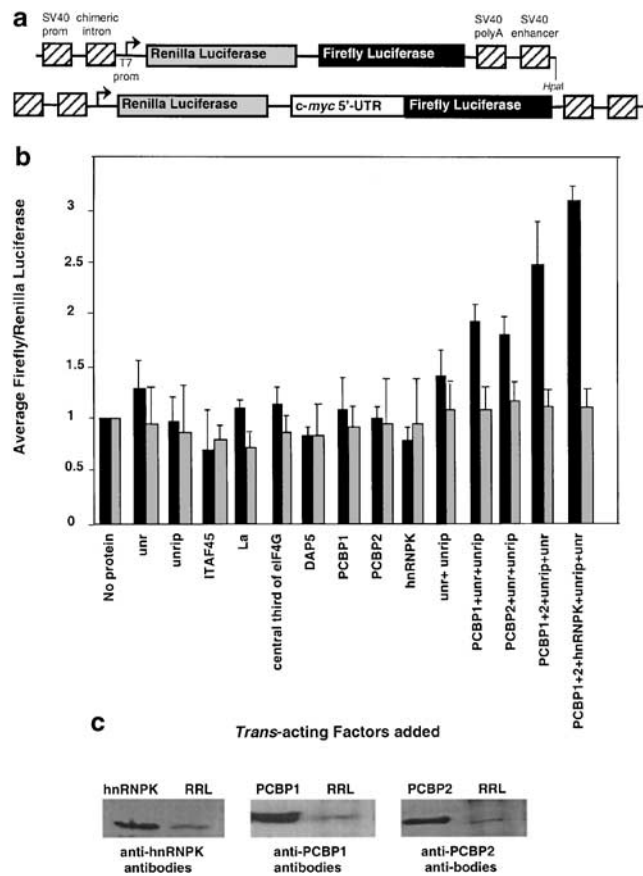 a
SV40 prom
chimeric intron
T7 prom
Renilla Luciferase
Firefly Luciferase
SV40 polyA
SV40 enhancer
HpaI
Renilla Luciferase
c-myc 5'-UTR
Firefly Luciferase
b
Average Firefly/Renilla Luciferase
3
2.5
2
1.5
1
0.5
0
No protein
unr
unrip
ITAF45
La
central third of eIF4G
DAP5
PCBP1
PCBP2
hnRNPK
unr+ unrip
PCBP1+unr+unrip
PCBP2+unr+unrip
PCBP1+2+unrip+unr
PCBP1+2+hnRNPK+unrip+unr
Trans-acting Factors added
c
hnRNPK RRL
anti-hnRNPK
antibodies
PCBP1 RRL
anti-PCBP1
antibodies
PCBP2 RRL
anti-PCBP2
anti-bodies